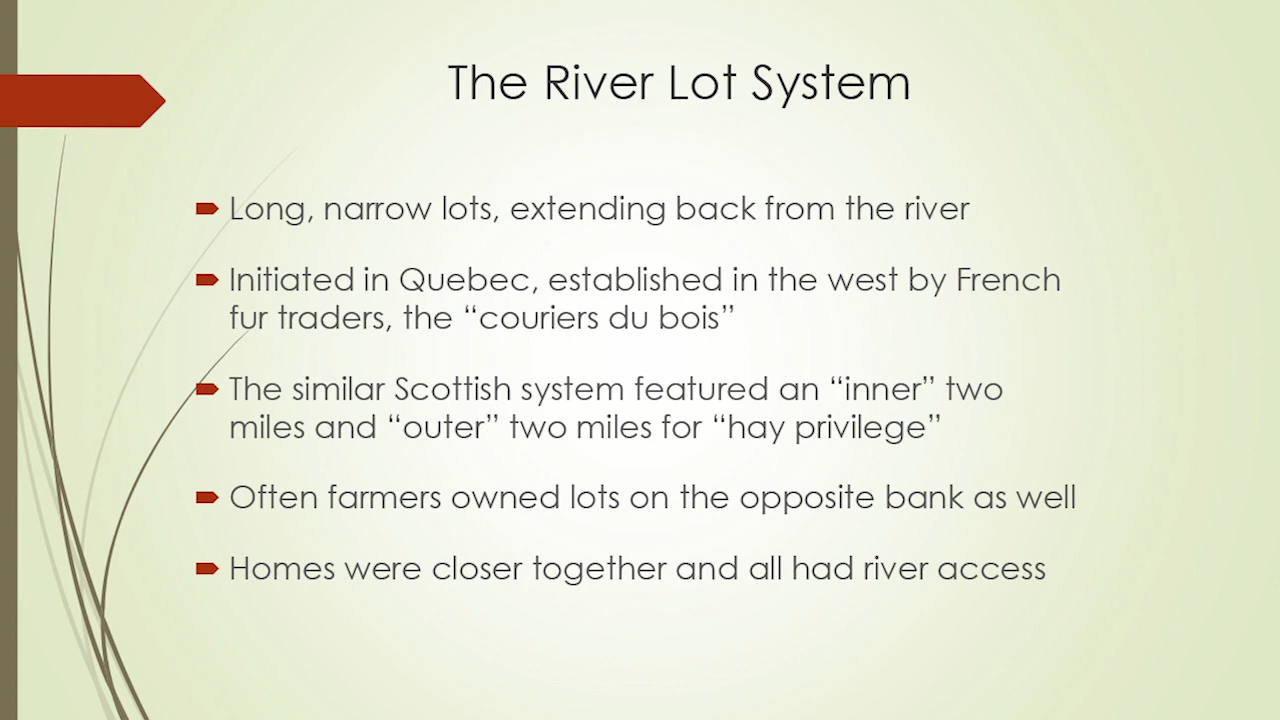 The River Lot System
Long, narrow lots, extending back from the river
Initiated in Quebec, established in the west by French
fur traders, the “couriers du bois”
The similar Scottish system featured an “inner” two
miles and “outer” two miles for “hay privilege”
Often farmers owned lots on the opposite bank as well
Homes were closer together and all had river access